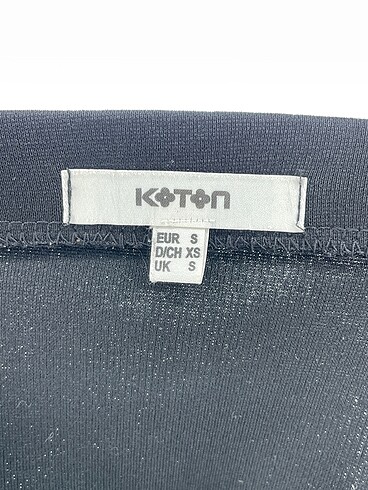 KOTON
EUR S
D/CH XS
UK S